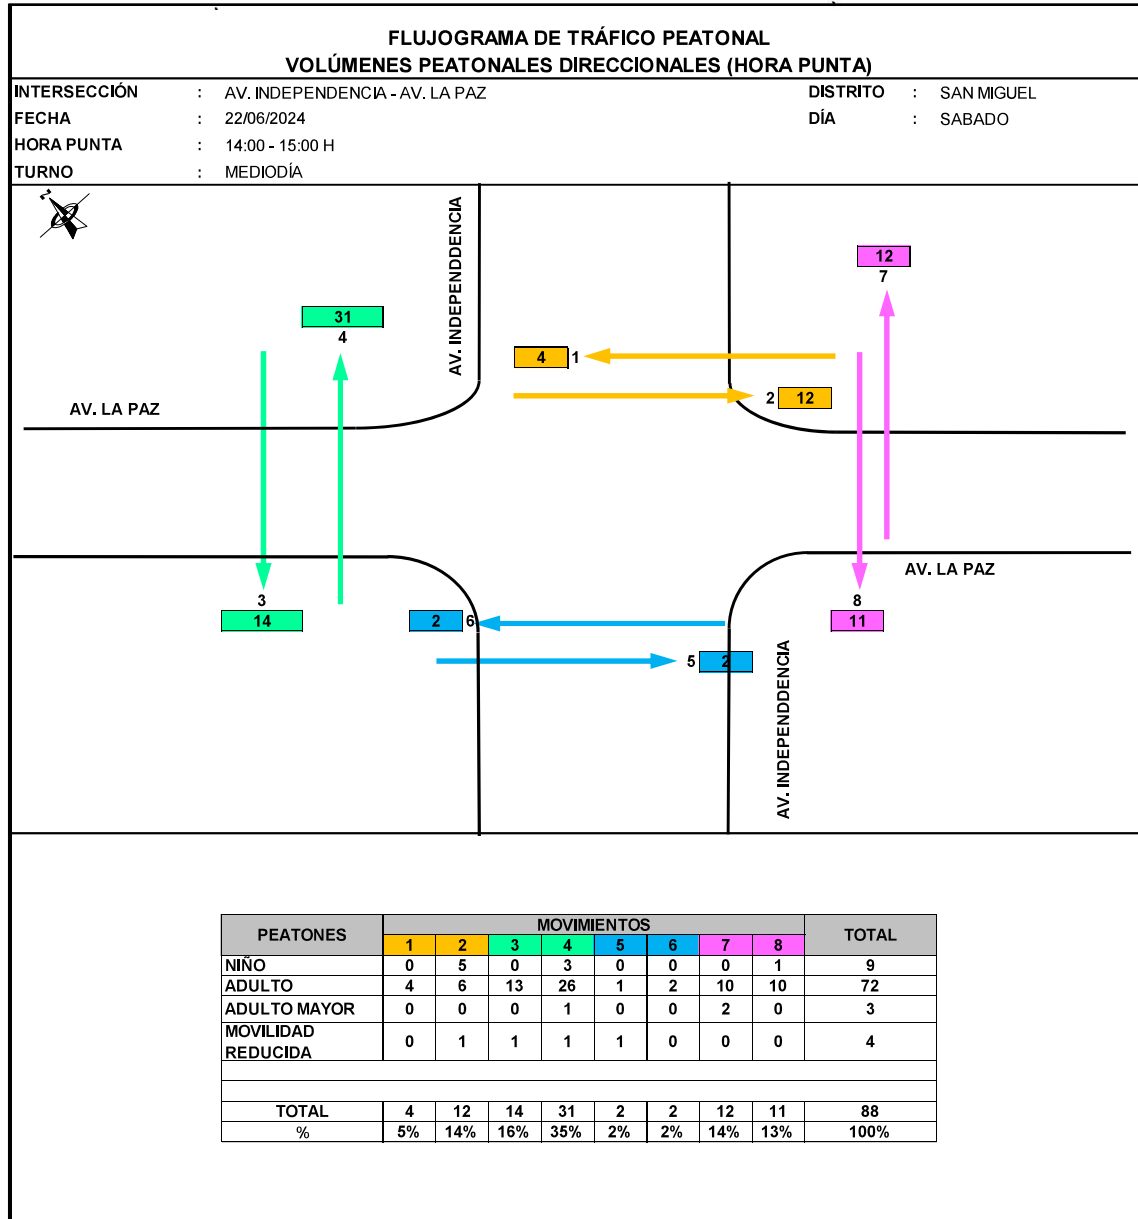 FLUJOGRAMA DE TRÁFICO PEATONAL
VOLÚMENES PEATONALES DIRECCIONALES (HORA PUNTA)
INTERSECCIÓN : AV. INDEPENDENCIA - AV. LA PAZ DISTRITO : SAN MIGUEL
FECHA : 22/06/2024 DÍA : SABADO
HORA PUNTA : 14:00 - 15:00 H
TURNO : MEDIODÍA
N
AV. INDEPENDDENCIA
12
7
31
4
4 1
2 12
AV. LA PAZ
AV. LA PAZ
3
14
2 6
5 2
8
11
AV. INDEPENDDENCIA
PEATONES MOVIMIENTOS TOTAL
1 2 3 4 5 6 7 8
NIÑO 0 5 0 3 0 0 0 1 9
ADULTO 4 6 13 26 1 2 10 10 72
ADULTO MAYOR 0 0 0 1 0 0 2 0 3
MOVILIDAD
REDUCIDA 0 1 1 1 1 0 0 0 4
TOTAL 4 12 14 31 2 2 12 11 88
% 5% 14% 16% 35% 2% 2% 14% 13% 100%